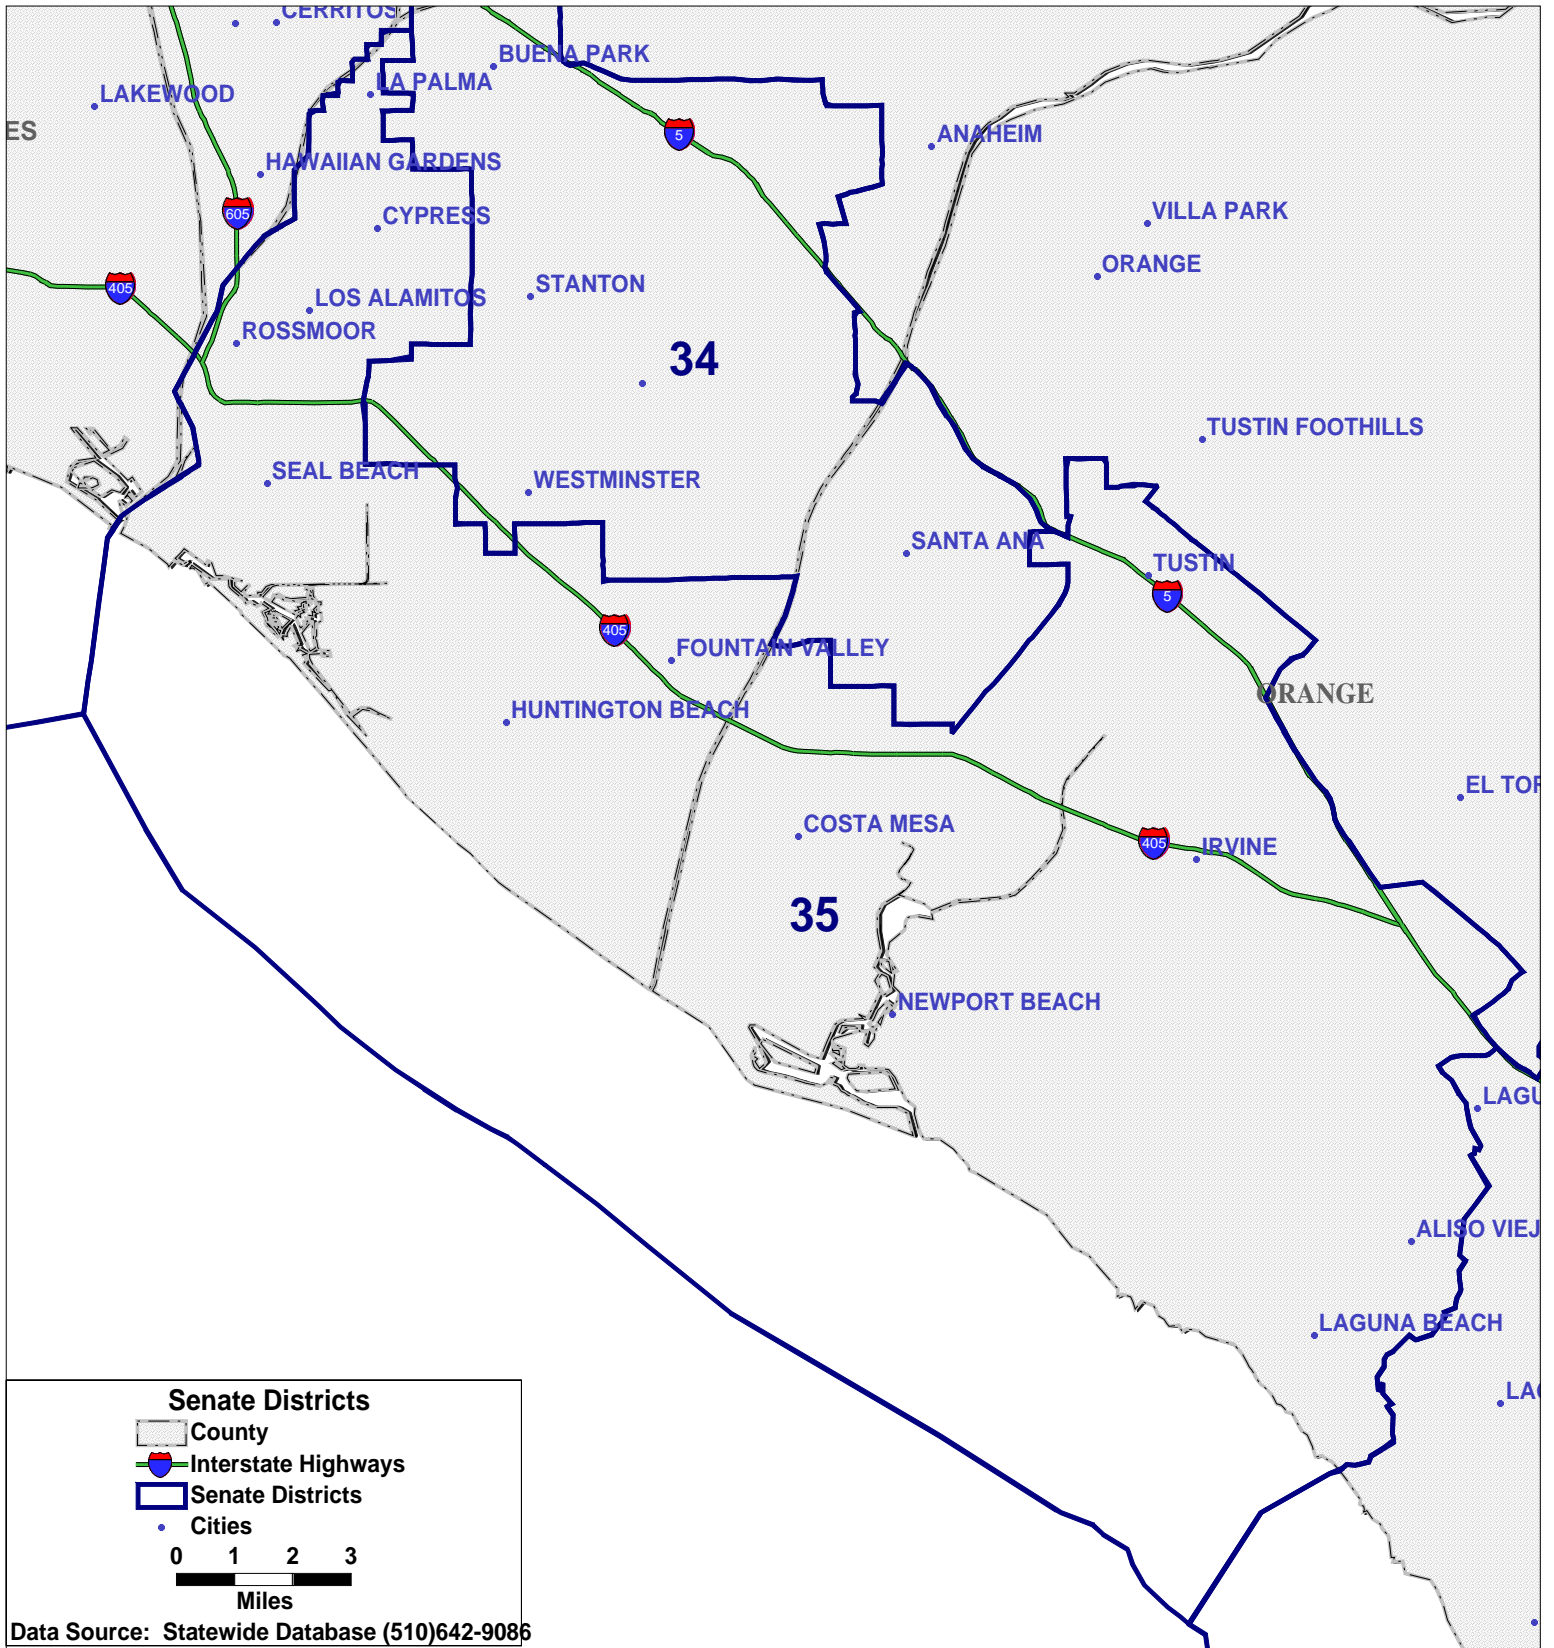 CERRITOS
BUENA PARK
LA PALMA
LAKEWOOD
ES
5
ANAHEIM
HAWAIIAN GARDENS
605
CYPRESS
VILLA PARK
ORANGE
405
STANTON
LOS ALAMITOS
ROSSMOOR
34
TUSTIN FOOTHILLS
SEAL BEACH
WESTMINSTER
SANTA ANA
TUSTIN
5
405
FOUNTAIN VALLEY
ORANGE
HUNTINGTON BEACH
EL TOR
COSTA MESA
405
IRVINE
35
NEWPORT BEACH
LAGU
ALISO VIEJ
LAGUNA BEACH
LAG
Senate Districts
County
Interstate Highways
Senate Districts
Cities
0 1 2 3
Miles
Data Source: Statewide Database (510)642-9086